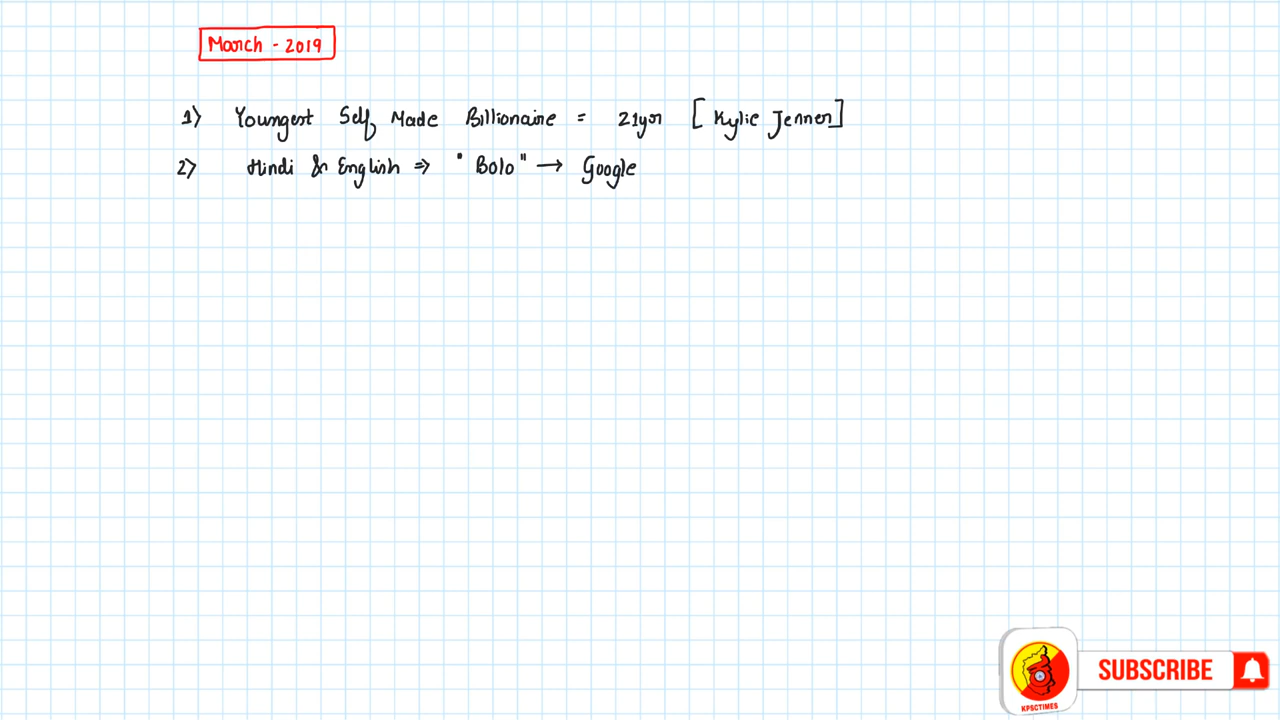 March - 2019
1) Youngest Self Made Billionaire = 21yr [Kylie Jenner]
2) Hindi & English ⇒ "Bolo" → Google
SUBSCRIBE
KPSCTIMES